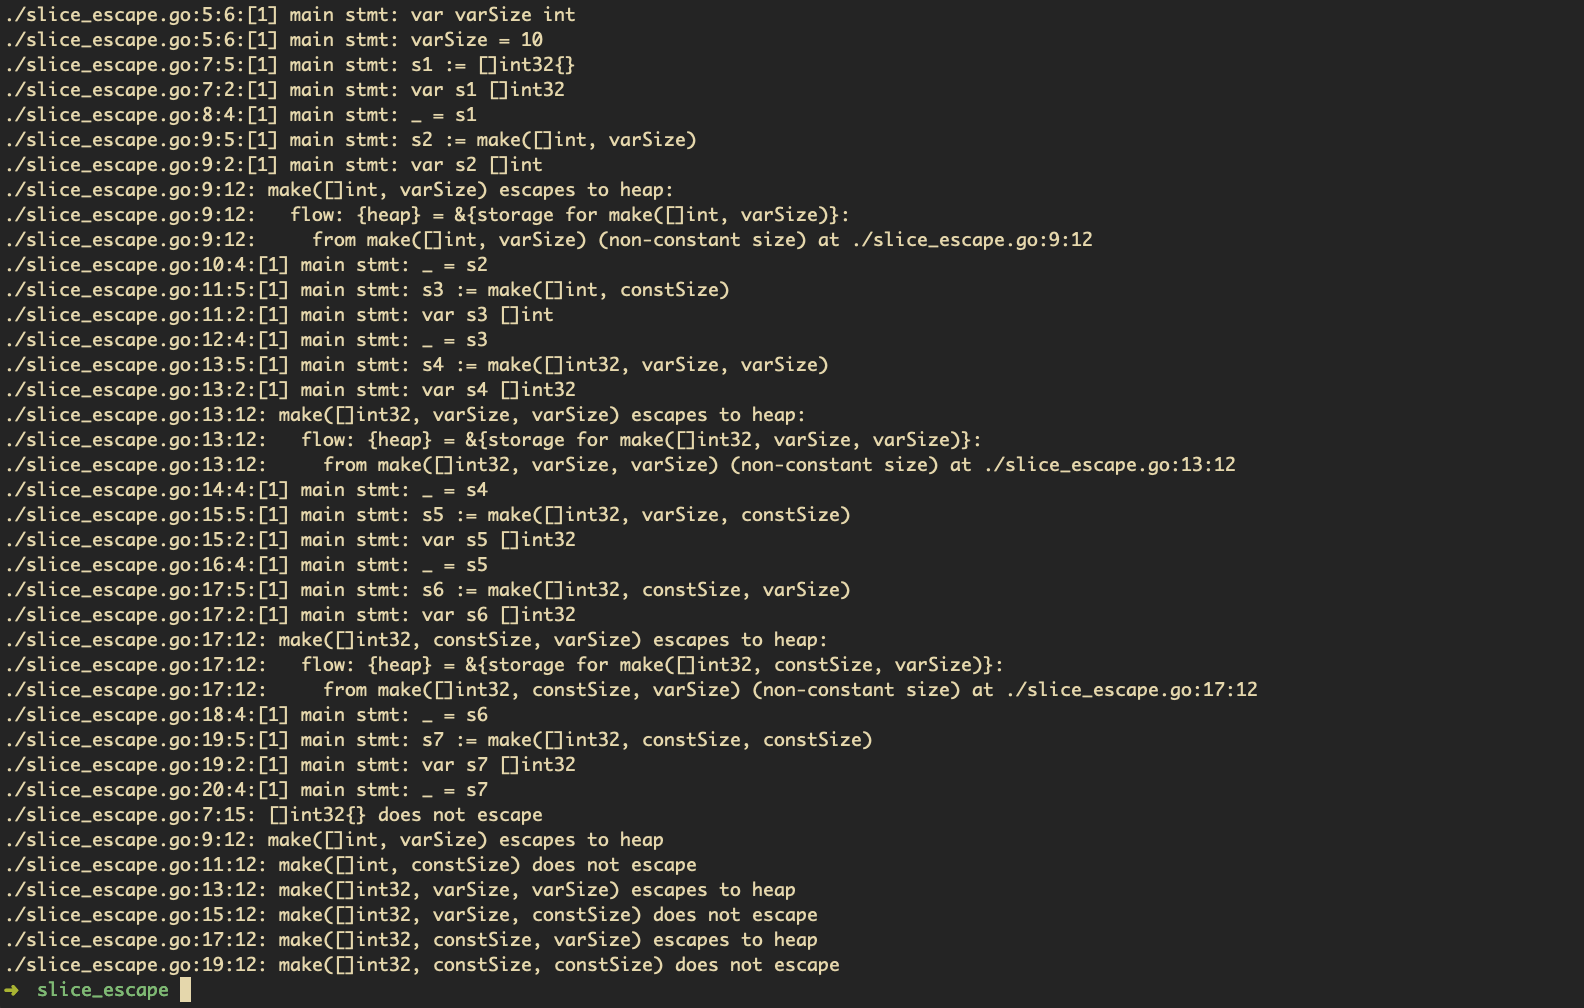 ./slice_escape.go:5:6:[1] main stmt: var varSize int
./slice_escape.go:5:6:[1] main stmt: varSize = 10
./slice_escape.go:7:5:[1] main stmt: s1 := []int32{}
./slice_escape.go:7:2:[1] main stmt: var s1 []int32
./slice_escape.go:8:4:[1] main stmt: _ = s1
./slice_escape.go:9:5:[1] main stmt: s2 := make([]int, varSize)
./slice_escape.go:9:2:[1] main stmt: var s2 []int
./slice_escape.go:9:12: make([]int, varSize) escapes to heap:
./slice_escape.go:9:12:   flow: {heap} = &{storage for make([]int, varSize)}:
./slice_escape.go:9:12:     from make([]int, varSize) (non-constant size) at ./slice_escape.go:9:12
./slice_escape.go:10:4:[1] main stmt: _ = s2
./slice_escape.go:11:5:[1] main stmt: s3 := make([]int, constSize)
./slice_escape.go:11:2:[1] main stmt: var s3 []int
./slice_escape.go:12:4:[1] main stmt: _ = s3
./slice_escape.go:13:5:[1] main stmt: s4 := make([]int32, varSize, varSize)
./slice_escape.go:13:2:[1] main stmt: var s4 []int32
./slice_escape.go:13:12: make([]int32, varSize, varSize) escapes to heap:
./slice_escape.go:13:12:   flow: {heap} = &{storage for make([]int32, varSize, varSize)}:
./slice_escape.go:13:12:     from make([]int32, varSize, varSize) (non-constant size) at ./slice_escape.go:13:12
./slice_escape.go:14:4:[1] main stmt: _ = s4
./slice_escape.go:15:5:[1] main stmt: s5 := make([]int32, varSize, constSize)
./slice_escape.go:15:2:[1] main stmt: var s5 []int32
./slice_escape.go:16:4:[1] main stmt: _ = s5
./slice_escape.go:17:5:[1] main stmt: s6 := make([]int32, constSize, varSize)
./slice_escape.go:17:2:[1] main stmt: var s6 []int32
./slice_escape.go:17:12: make([]int32, constSize, varSize) escapes to heap:
./slice_escape.go:17:12:   flow: {heap} = &{storage for make([]int32, constSize, varSize)}:
./slice_escape.go:17:12:     from make([]int32, constSize, varSize) (non-constant size) at ./slice_escape.go:17:12
./slice_escape.go:18:4:[1] main stmt: _ = s6
./slice_escape.go:19:5:[1] main stmt: s7 := make([]int32, constSize, constSize)
./slice_escape.go:19:2:[1] main stmt: var s7 []int32
./slice_escape.go:20:4:[1] main stmt: _ = s7
./slice_escape.go:7:15: []int32{} does not escape
./slice_escape.go:9:12: make([]int, varSize) escapes to heap
./slice_escape.go:11:12: make([]int, constSize) does not escape
./slice_escape.go:13:12: make([]int32, varSize, varSize) escapes to heap
./slice_escape.go:15:12: make([]int32, varSize, constSize) does not escape
./slice_escape.go:17:12: make([]int32, constSize, varSize) escapes to heap
./slice_escape.go:19:12: make([]int32, constSize, constSize) does not escape
➜  slice_escape